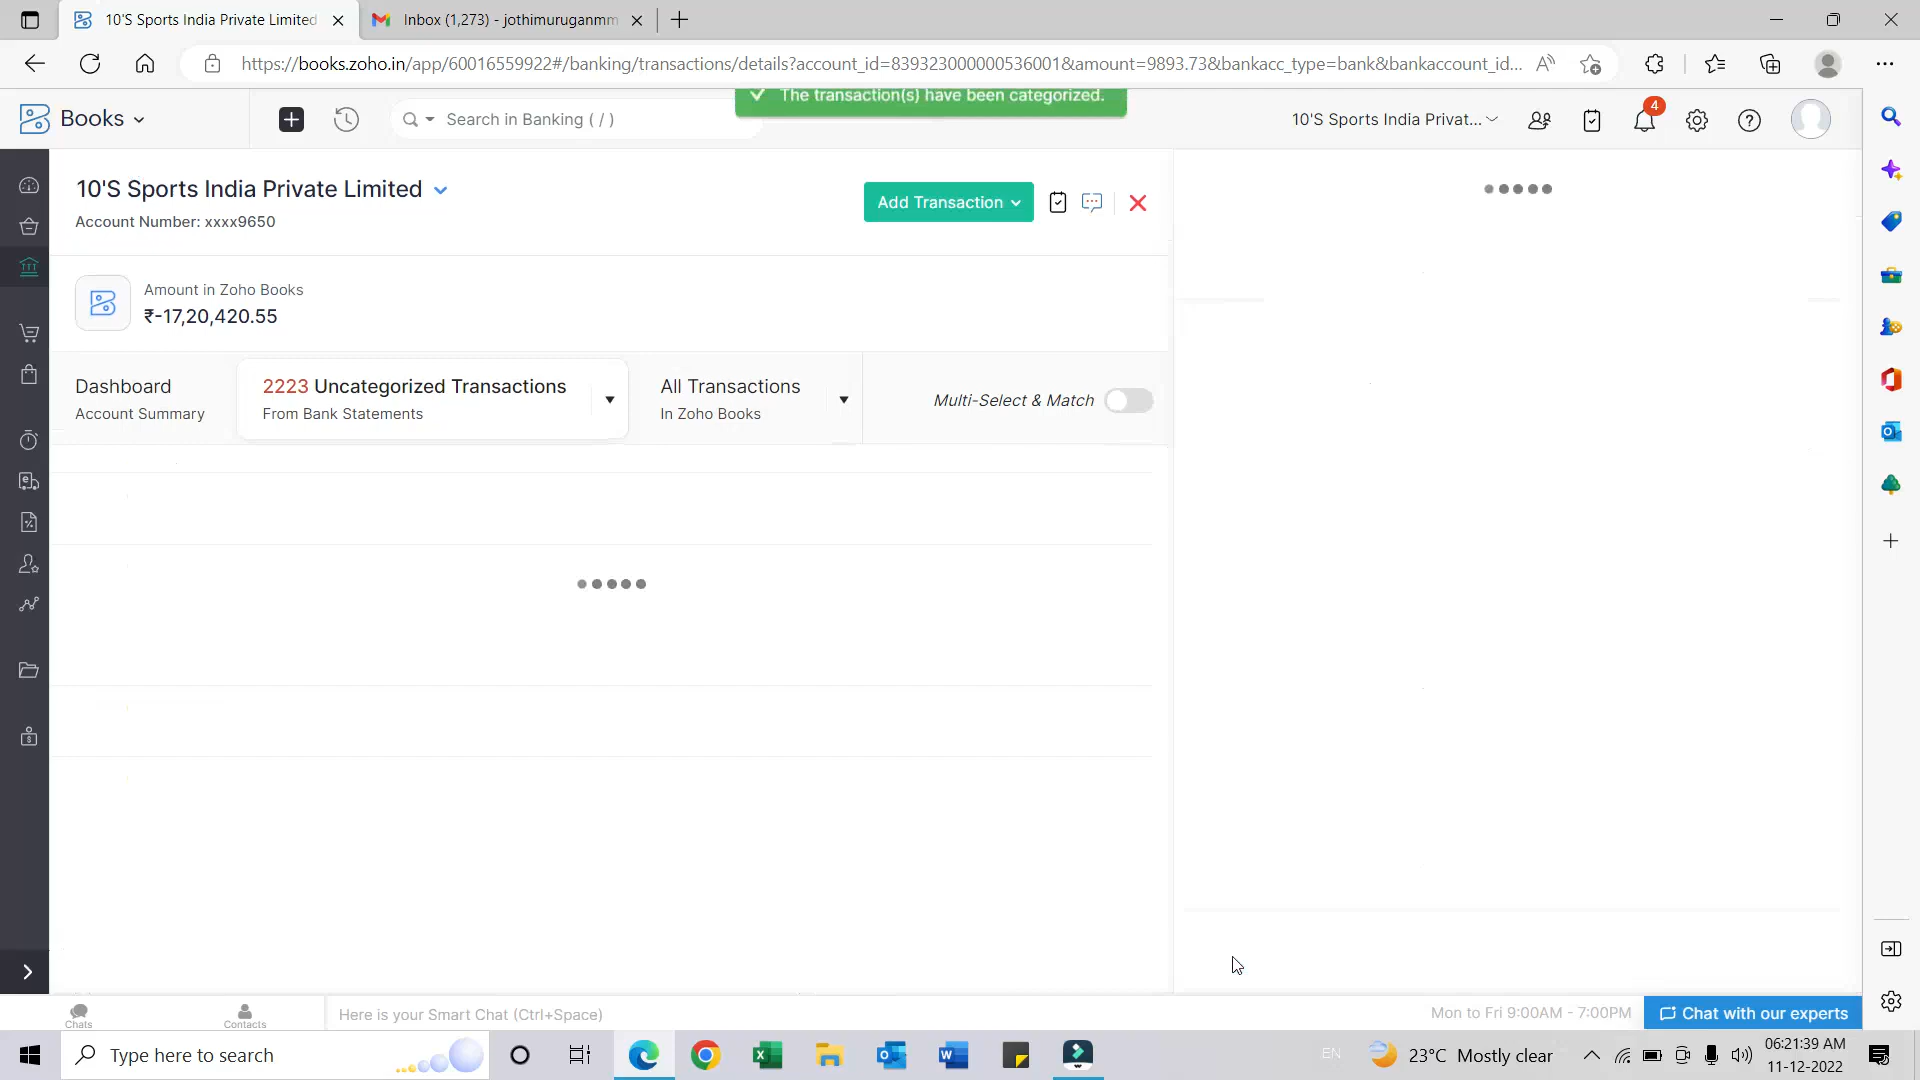 10'S Sports India Private Limited
Inbox (1,273) - jothimuruganmm
https://books.zoho.in/app/60016559922#/banking/transactions/details?account_id=839323000000536001&amount=9893.73&bankacc_type=bank&bankaccount_id...
Books
Search in Banking ( / )
The transaction(s) have been categorized.
10'S Sports India Privat...
4
10'S Sports India Private Limited
Account Number: xxxx9650
Add Transaction
Amount in Zoho Books
₹-17,20,420.55
Dashboard
Account Summary
2223 Uncategorized Transactions
From Bank Statements
All Transactions
In Zoho Books
Multi-Select & Match
Chats
Contacts
Here is your Smart Chat (Ctrl+Space)
Mon to Fri 9:00AM - 7:00PM
Chat with our experts
Type here to search
EN
23°C Mostly clear
06:21:39 AM
11-12-2022